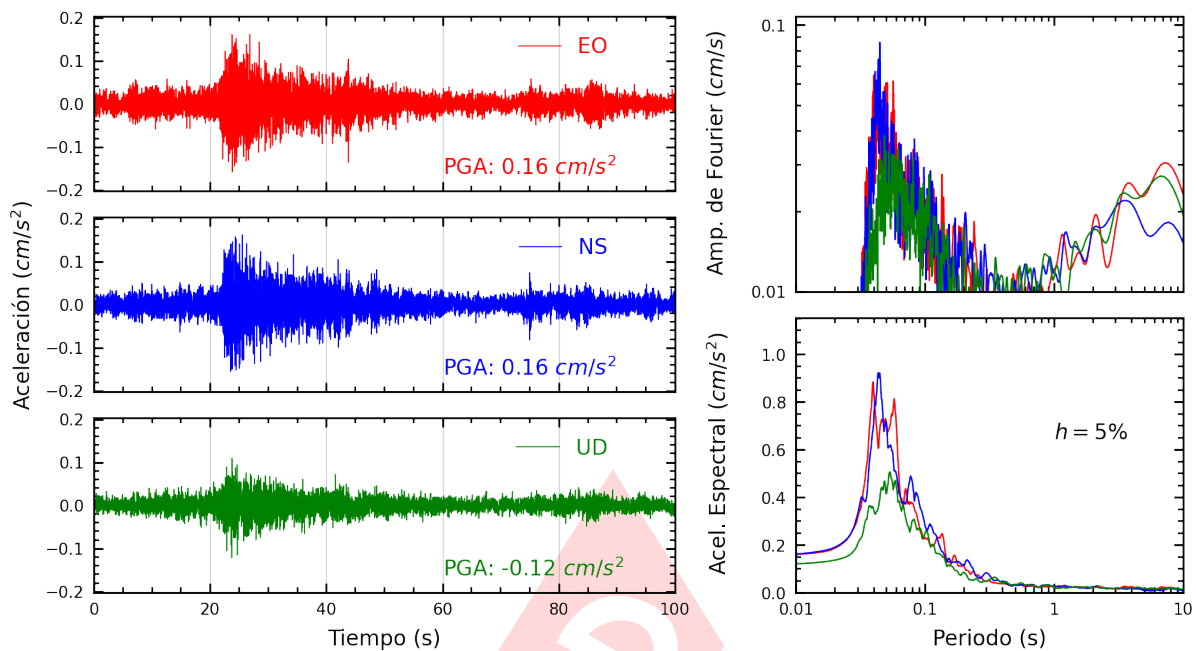 Aceleración (cm/s²)
0.2
0.1
0.0
−0.1
−0.2
EO
PGA: 0.16 cm/s²
0.2
0.1
0.0
−0.1
−0.2
NS
PGA: 0.16 cm/s²
0.2
0.1
0.0
−0.1
−0.2
UD
PGA: -0.12 cm/s²
0 20 40 60 80 100
Tiempo (s)
Amp. de Fourier (cm/s)
0.1
0.01
Acel. Espectral (cm/s²)
1.0
0.8
0.6
0.4
0.2
0.0
h = 5%
0.01 0.1 1 10
Periodo (s)